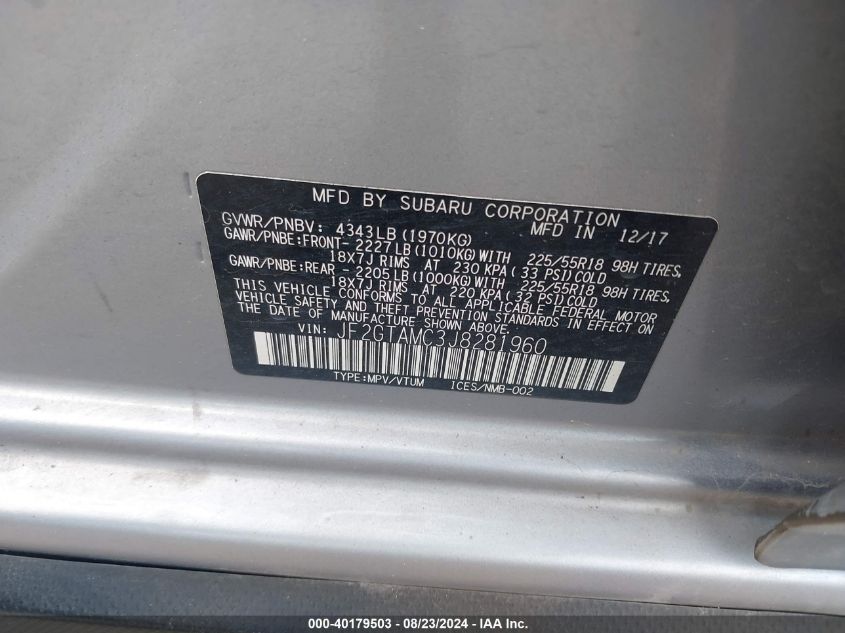 MFD BY SUBARU CORPORATION
GVWR/PNBV: 4343LB (1970KG) MFD IN 12/17
GAWR/PNBE:FRONT- 2227LB (1010KG) WITH 225/55R18 98H TIRES,
18X7J RIMS AT 230 KPA( 33 PSI) COLD
GAWR/PNBE:REAR - 2205LB (1000KG) WITH 225/55R18 98H TIRES,
18X7J RIMS AT 220 KPA( 32 PSI) COLD
THIS VEHICLE CONFORMS TO ALL APPLICABLE FEDERAL MOTOR
VEHICLE SAFETY AND THEFT PREVENTION STANDARDS IN EFFECT ON
THE DATE OF MANUFACTURE SHOWN ABOVE.
VIN: JF2GTAMC3J8281960
TYPE:MPV/VTUM ICES/NMB-002
000-40179503 - 08/23/2024 - IAA, Inc.